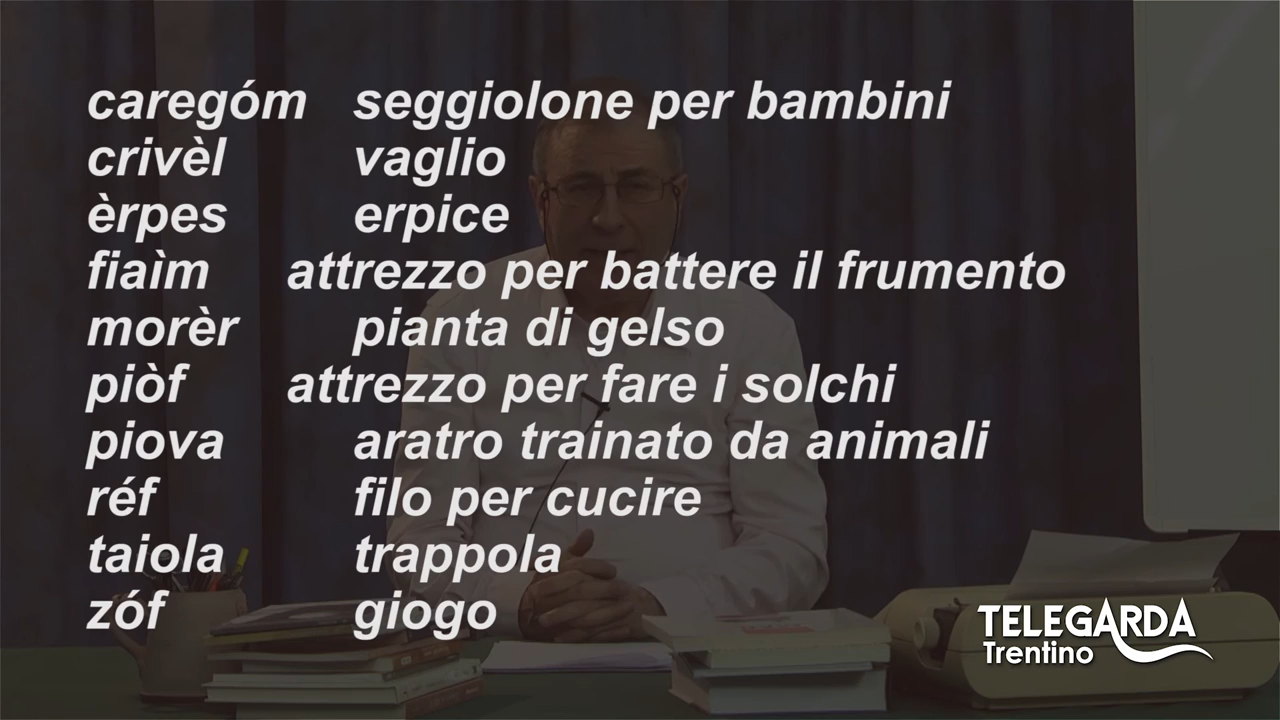 caregóm seggiolone per bambini
crivèl vaglio
èrpes erpice
fiaìm attrezzo per battere il frumento
morèr pianta di gelso
piòf attrezzo per fare i solchi
piova aratro trainato da animali
réf filo per cucire
taiola trappola
zóf giogo
TELEGARDA
Trentino